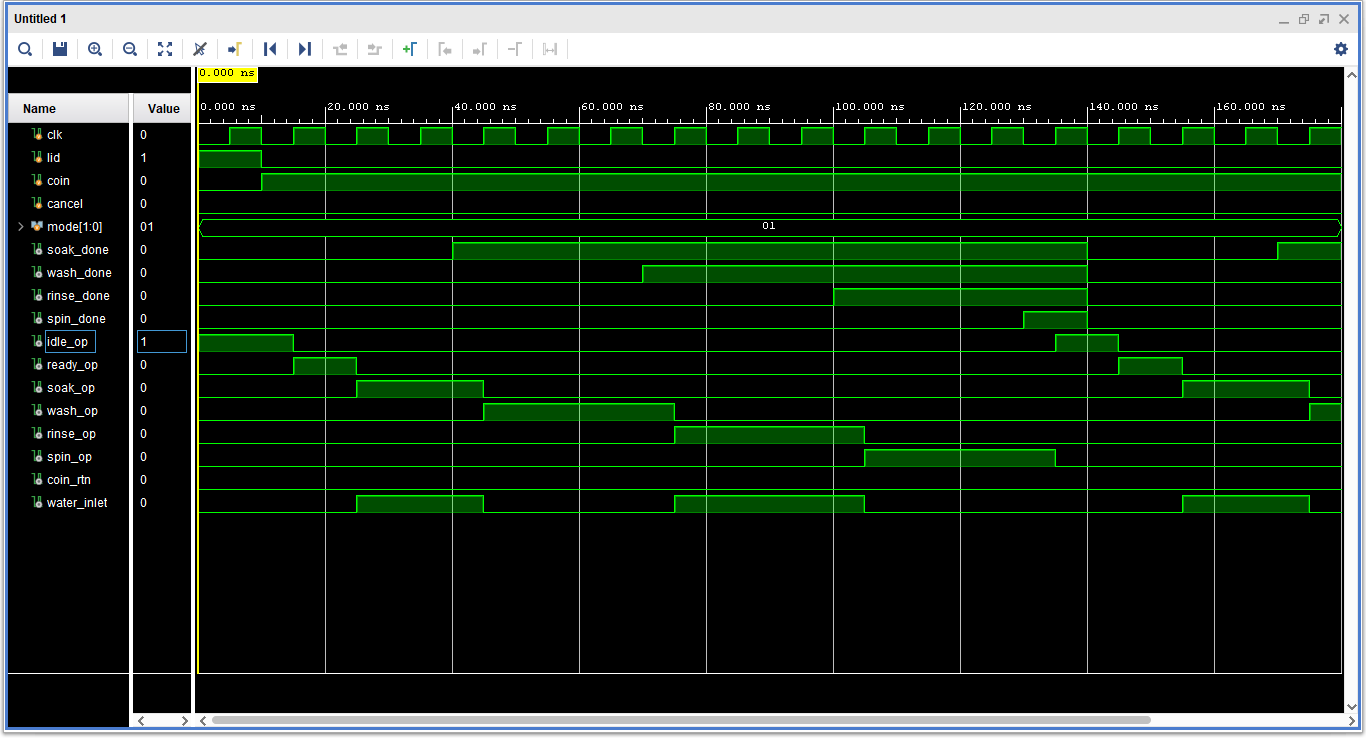 Untitled 1
0.000 ns
0.000 ns 20.000 ns 40.000 ns 60.000 ns 80.000 ns 100.000 ns 120.000 ns 140.000 ns 160.000 ns
Name Value
clk 0
lid 1
coin 0
cancel 0
mode[1:0] 01 01
soak_done 0
wash_done 0
rinse_done 0
spin_done 0
idle_op 1
ready_op 0
soak_op 0
wash_op 0
rinse_op 0
spin_op 0
coin_rtn 0
water_inlet 0